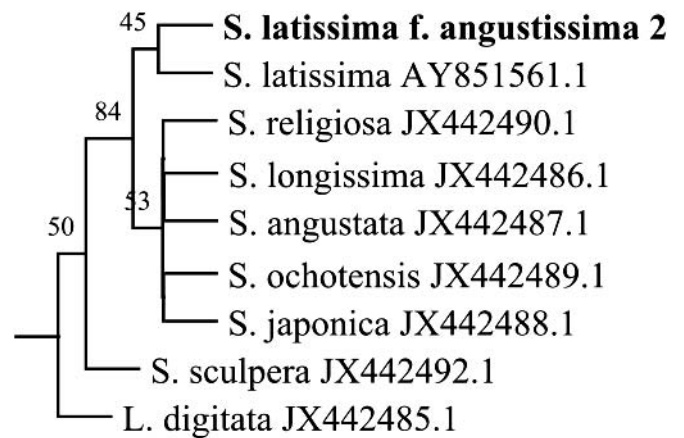 45
S. latissima f. angustissima 2
S. latissima AY851561.1
84
S. religiosa JX442490.1
S. longissima JX442486.1
53
S. angustata JX442487.1
50
S. ochotensis JX442489.1
S. japonica JX442488.1
S. sculpera JX442492.1
L. digitata JX442485.1